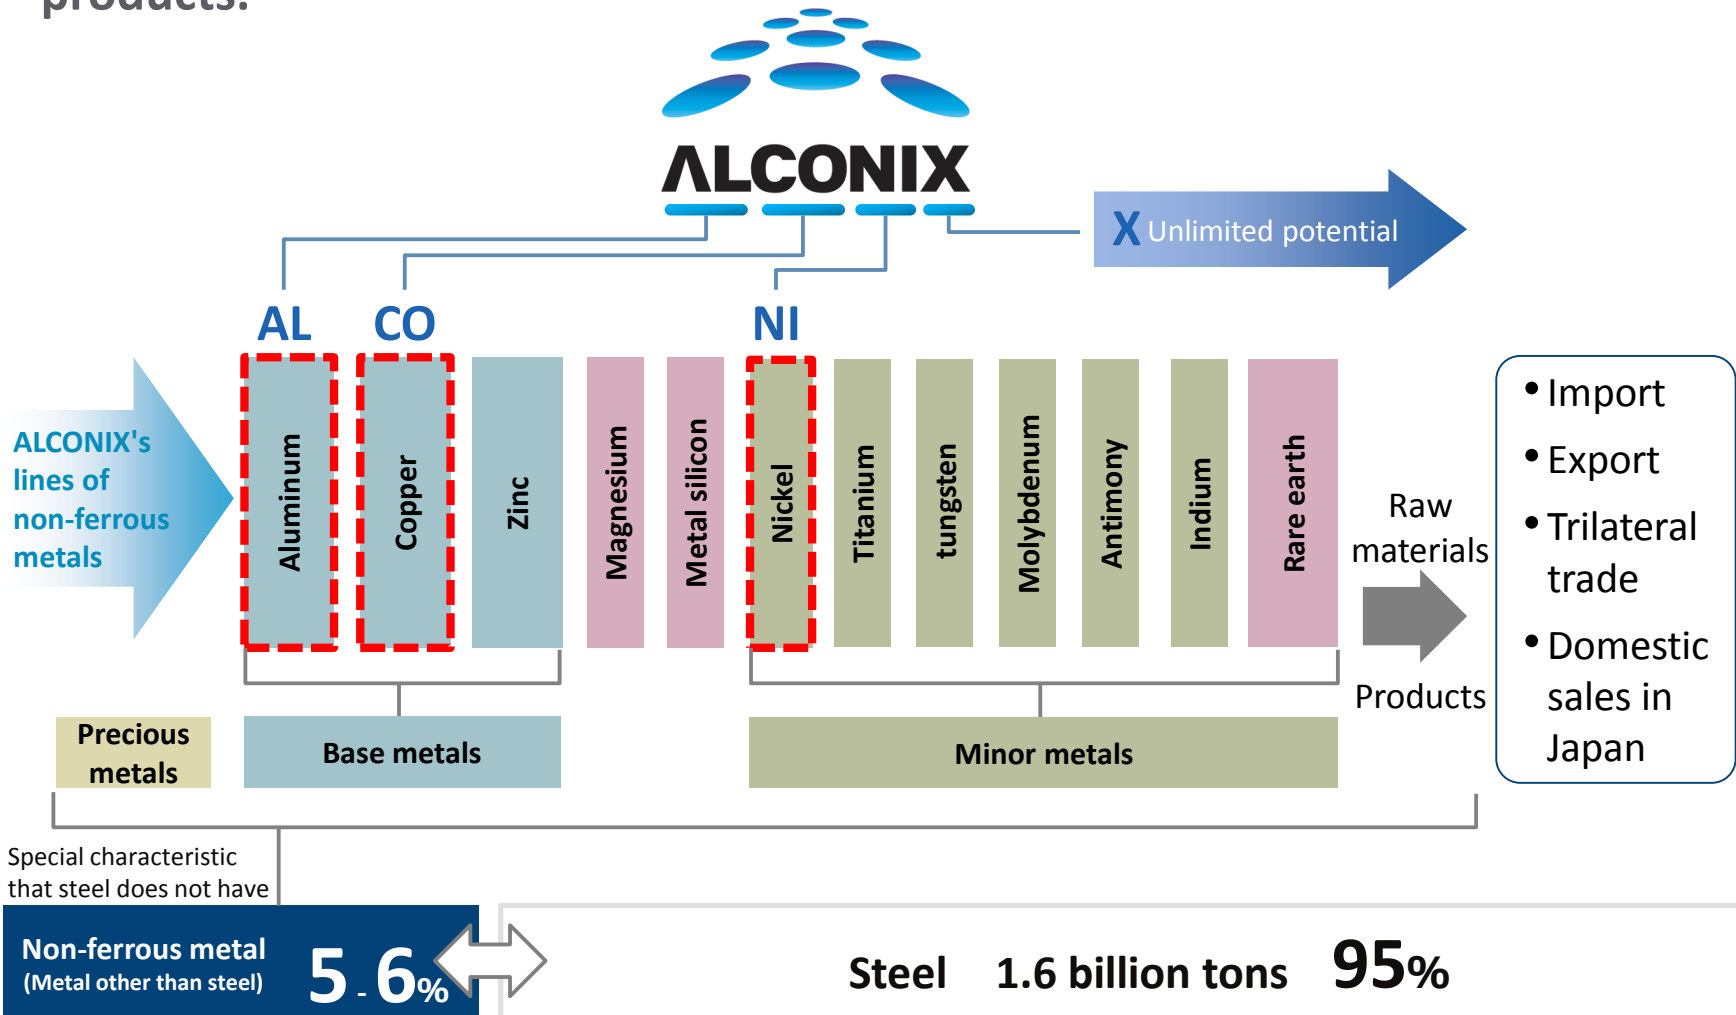 products.
ALCONIX
X Unlimited potential
AL
CO
NI
ALCONIX's
lines of
non-ferrous
metals
Aluminum
Copper
Zinc
Magnesium
Metal silicon
Nickel
Titanium
tungsten
Molybdenum
Antimony
Indium
Rare earth
Raw
materials
Products
• Import
• Export
• Trilateral
trade
• Domestic
sales in
Japan
Precious
metals
Base metals
Minor metals
Special characteristic
that steel does not have
Non-ferrous metal
(Metal other than steel)
5 - 6%
Steel 1.6 billion tons 95%